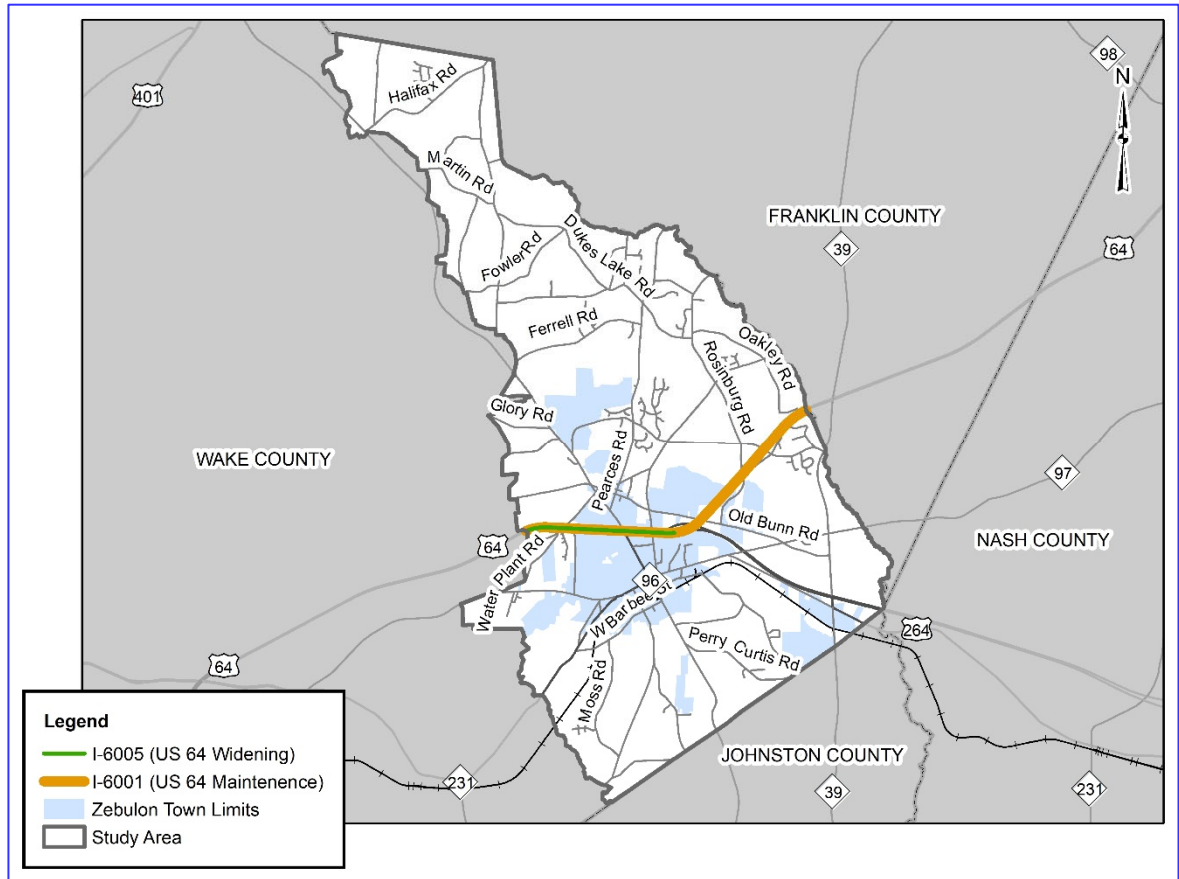 98
N
401
Halifax Rd
Martin Rd
FRANKLIN COUNTY
39
64
Dukes Lake Rd
Fowler Rd
Ferrell Rd
Oakley Rd
Rosinburg Rd
Glory Rd
WAKE COUNTY
Pearces Rd
97
Old Bunn Rd
NASH COUNTY
64
Water Plant Rd
96
W Barbee St
264
Perry Curtis Rd
64
Moss Rd
JOHNSTON COUNTY
231
39
231
Legend
I-6005 (US 64 Widening)
I-6001 (US 64 Maintenence)
Zebulon Town Limits
Study Area